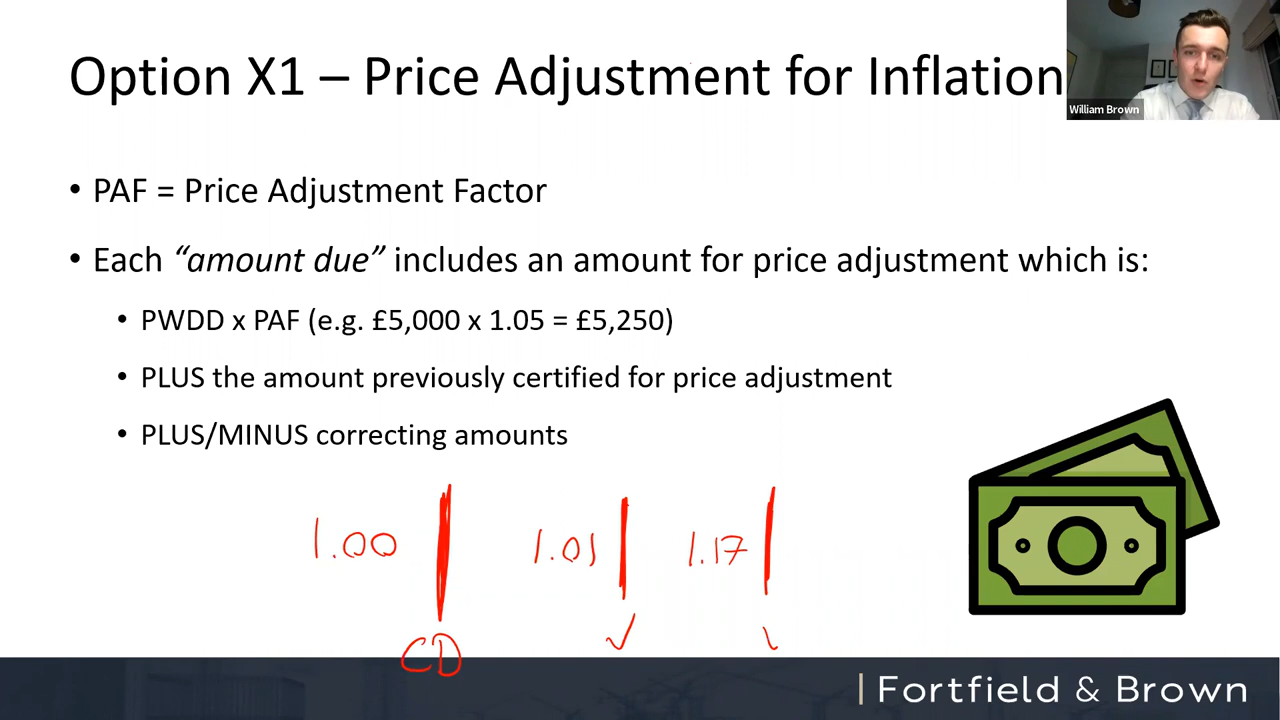 Option X1 – Price Adjustment for Inflation
William Brown
• PAF = Price Adjustment Factor
• Each “amount due” includes an amount for price adjustment which is:
• PWDD x PAF (e.g. £5,000 x 1.05 = £5,250)
• PLUS the amount previously certified for price adjustment
• PLUS/MINUS correcting amounts
1.00 1.01 1.17
CD
| Fortfield & Brown